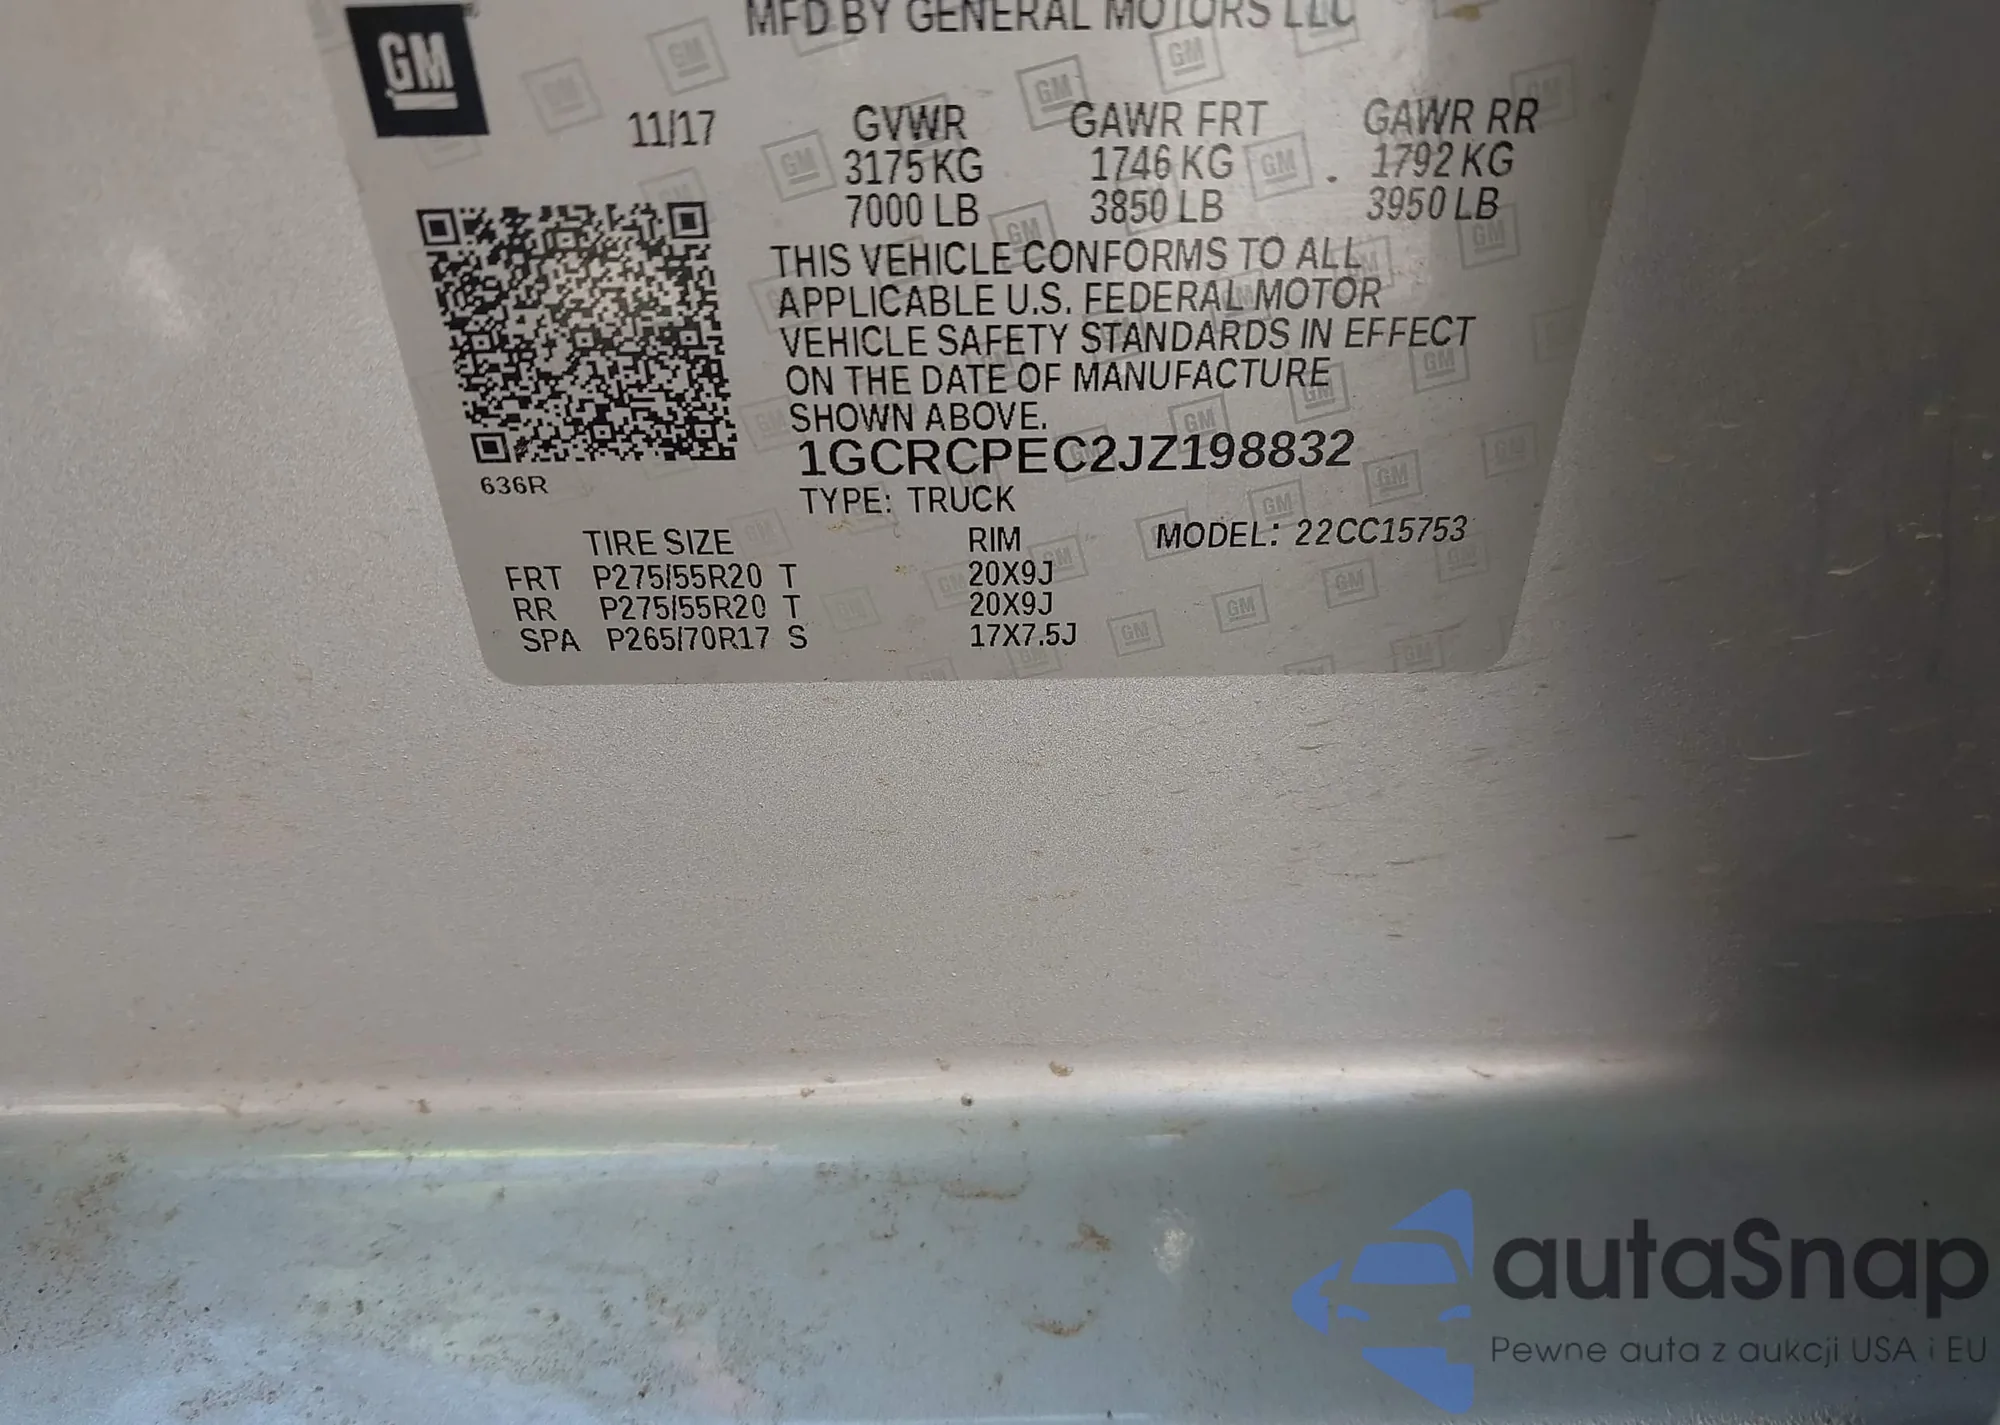 GM
MFD BY GENERAL MOTORS LLC
11/17 GVWR GAWR FRT GAWR RR
3175 KG 1746 KG 1792 KG
7000 LB 3850 LB 3950 LB
THIS VEHICLE CONFORMS TO ALL
APPLICABLE U.S. FEDERAL MOTOR
VEHICLE SAFETY STANDARDS IN EFFECT
ON THE DATE OF MANUFACTURE
SHOWN ABOVE.
1GCRCPEC2JZ198832
636R
TYPE: TRUCK
TIRE SIZE RIM MODEL: 22CC15753
FRT P275/55R20 T 20X9J
RR P275/55R20 T 20X9J
SPA P265/70R17 S 17X7.5J
autaSnap
Pewne auta z aukcji USA i EU